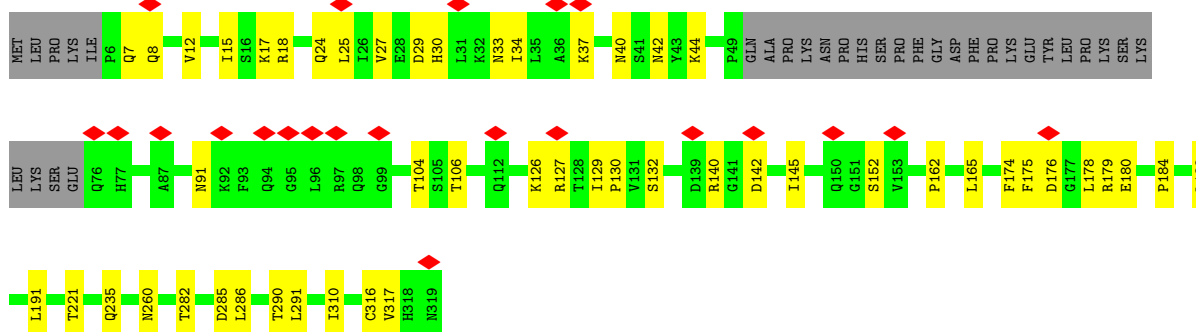 MET LEU PRO LYS ILE P6 Q7 Q8 V12 I15 S16 K17 R18 Q24 L25 I26 V27 E28 D29 H30 L31 K32 N33 I34 L35 A36 K37 N40 S41 N42 Y43 K44 P49 GLN ALA PRO LYS ASN PRO HIS SER PRO PHE GLY ASP PHE PRO LYS GLU TYR LEU PRO LYS SER LYS
LEU LYS SER GLU Q76 H77 A87 N91 K92 F93 Q94 G95 L96 R97 Q98 G99 T104 S105 T106 Q112 K126 R127 T128 I129 P130 V131 S132 D139 R140 G141 D142 I145 Q150 G151 S152 V153 P162 L165 F174 F175 D176 G177 L178 R179 E180 P184
L191 T221 Q235 N260 T282 D285 L286 T290 L291 I310 C316 V317 H318 N319